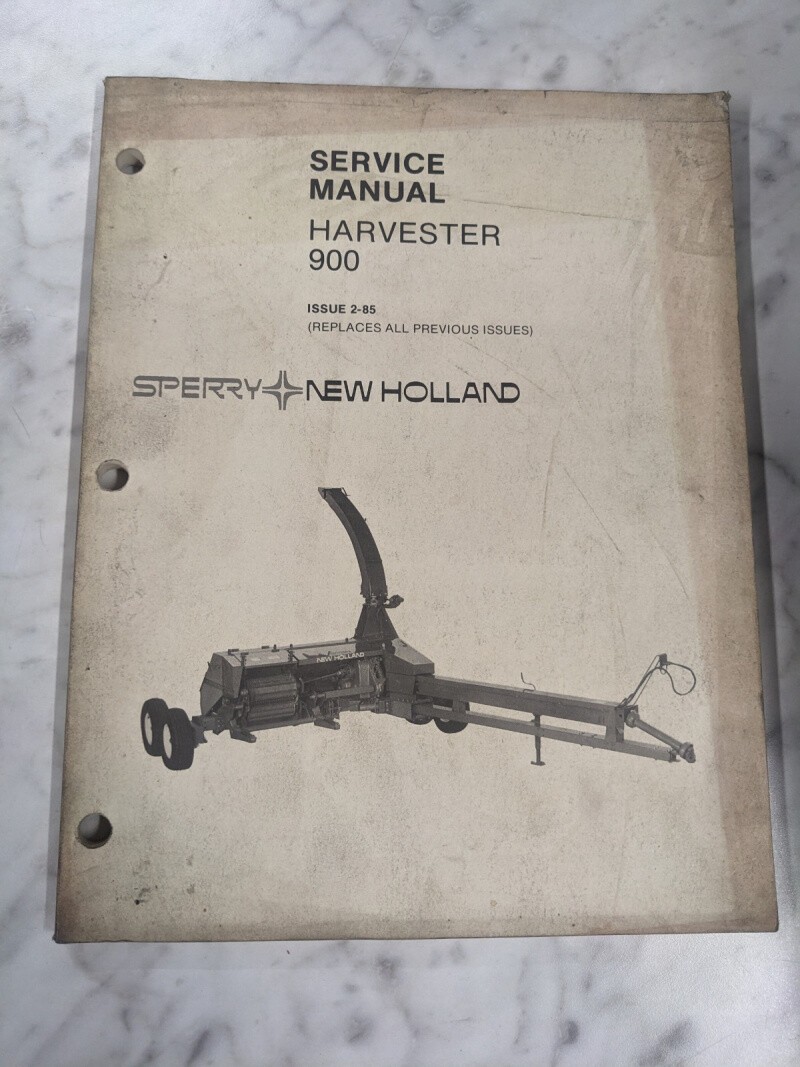 SERVICE
MANUAL
HARVESTER
900
ISSUE 2-85
(REPLACES ALL PREVIOUS ISSUES)
SPERRY NEW HOLLAND
NEW HOLLAND